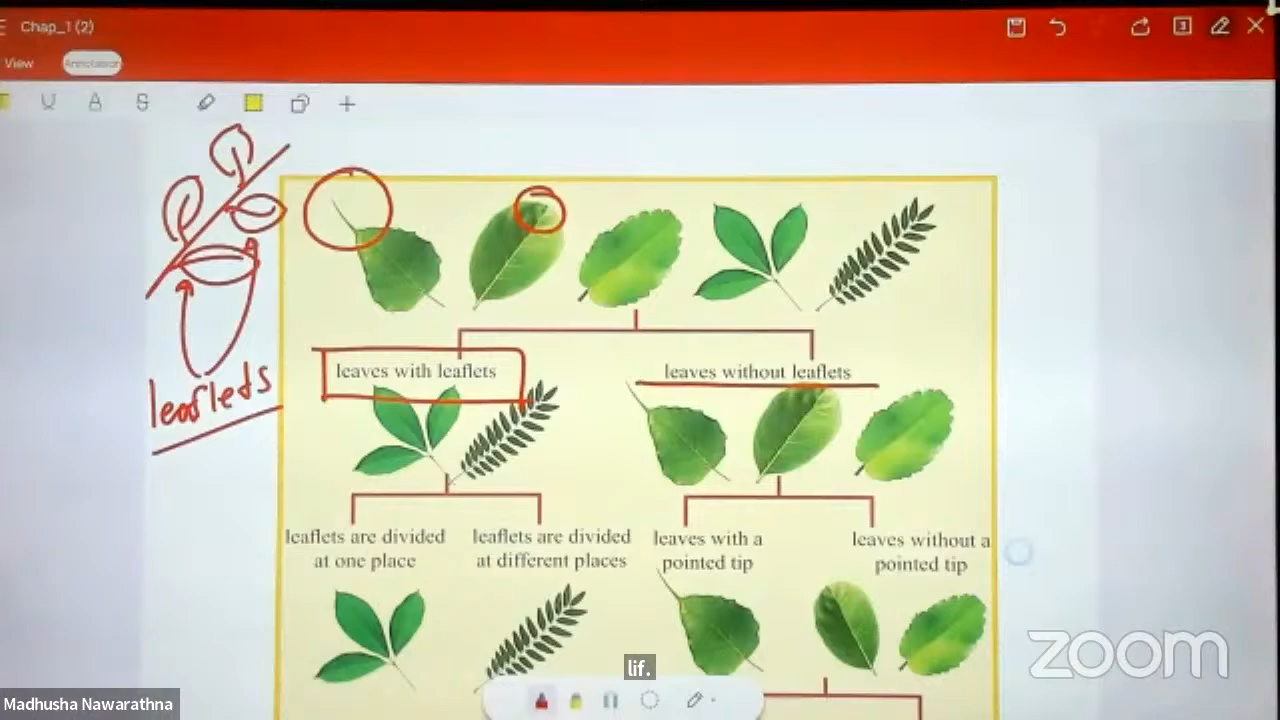 Chap_1 (2)
View
Annotation
leaflets
leaves with leaflets
leaves without leaflets
leaflets are divided
at one place
leaflets are divided
at different places
leaves with a
pointed tip
leaves without a
pointed tip
lif.
zoom
Madhusha Nawarathna